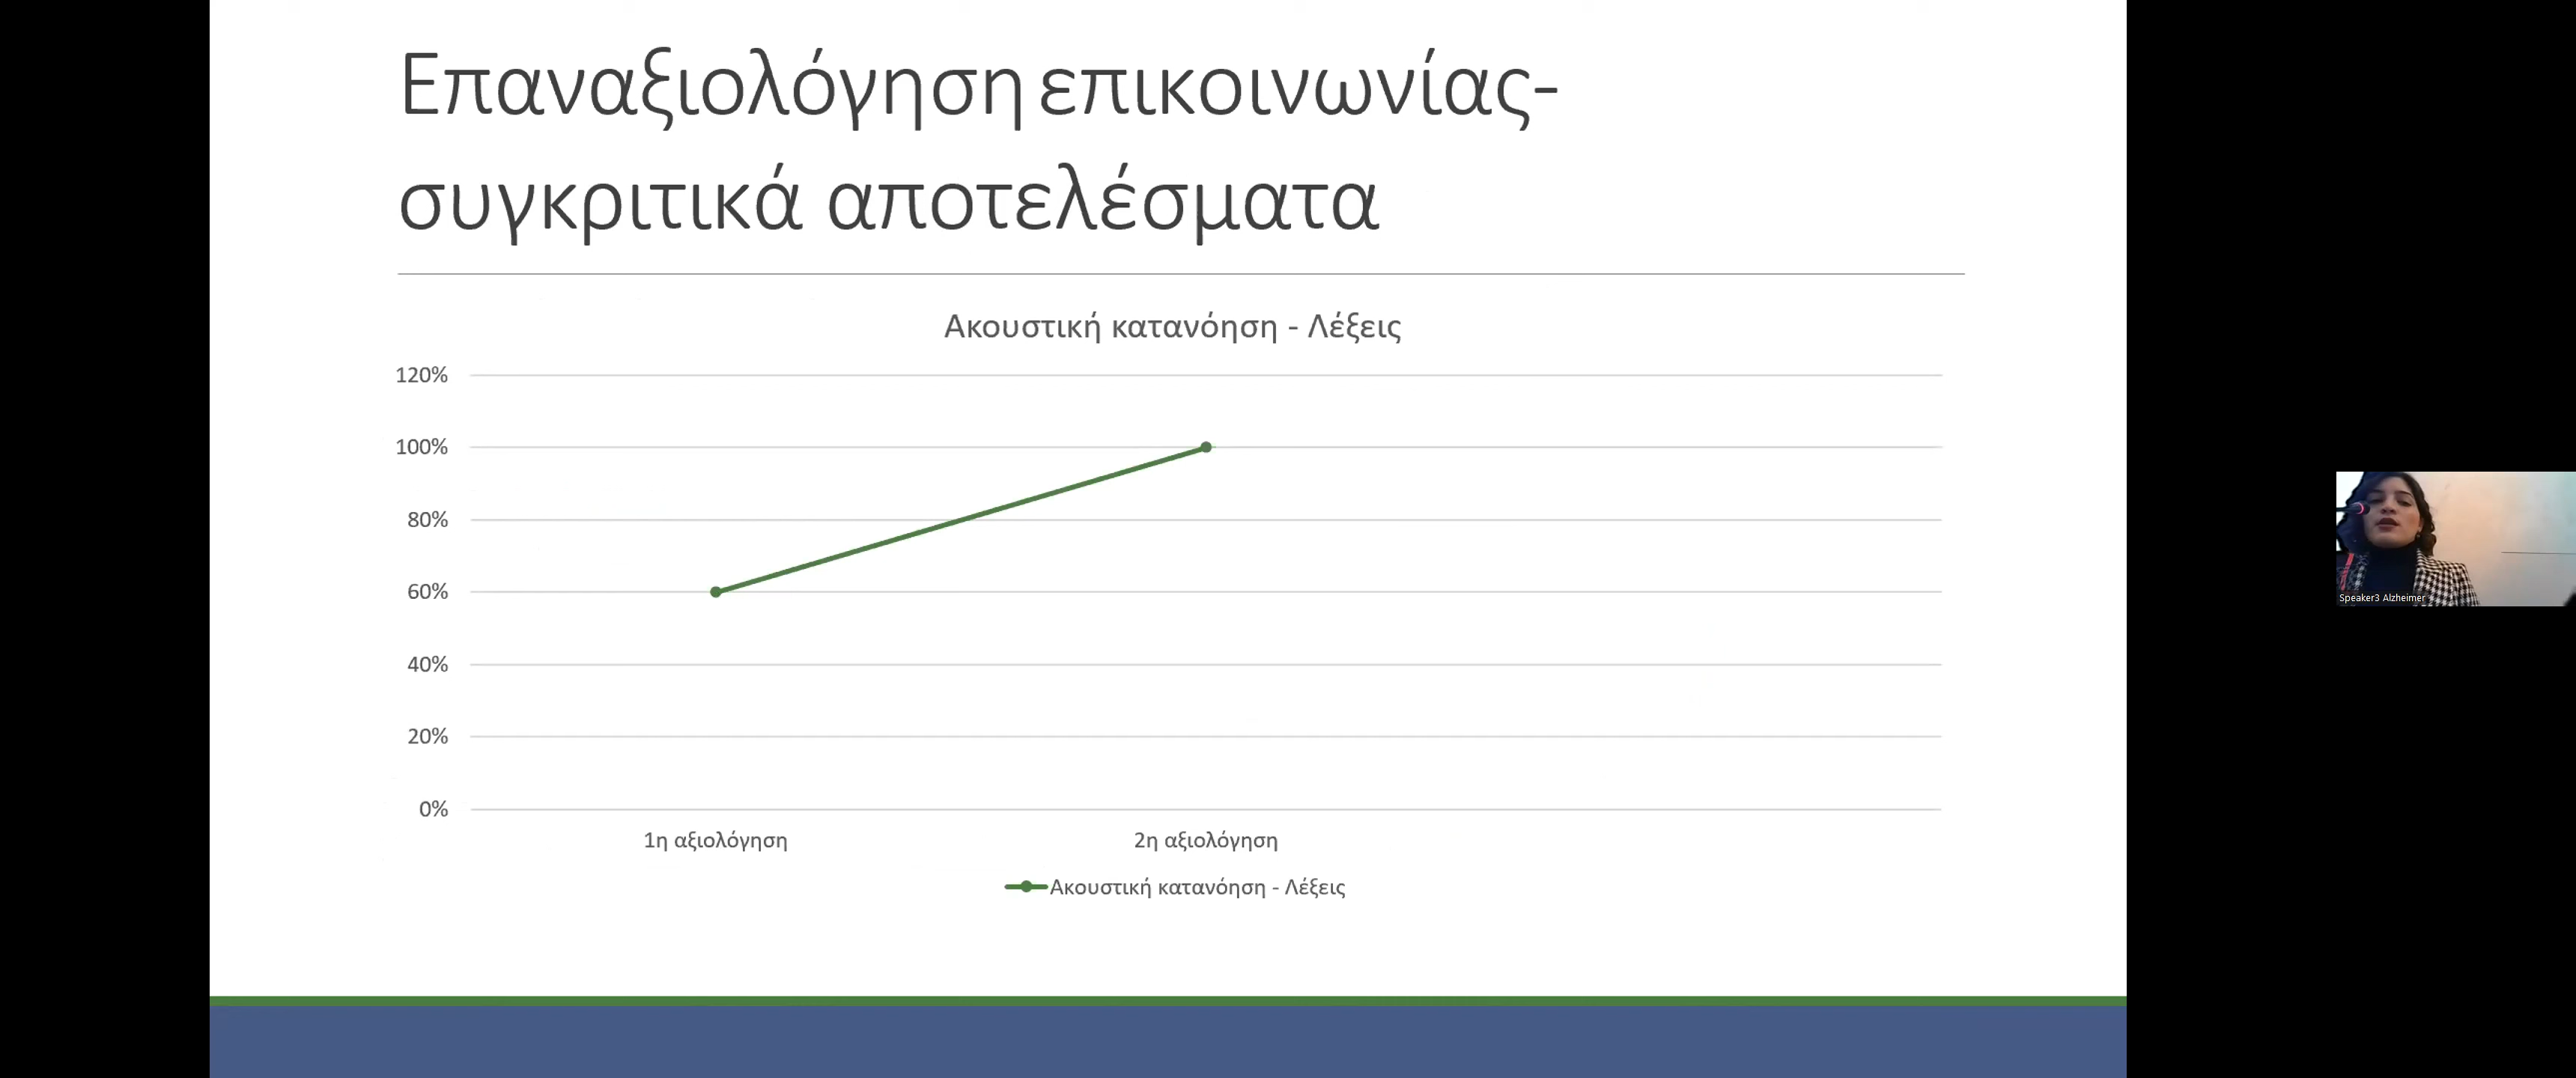 Επαναξιολόγηση επικοινωνίας-
συγκριτικά αποτελέσματα
Ακουστική κατανόηση - Λέξεις
120%
100%
80%
60%
40%
20%
0%
1η αξιολόγηση
2η αξιολόγηση
Ακουστική κατανόηση - Λέξεις
Speaker3 Alzheimer